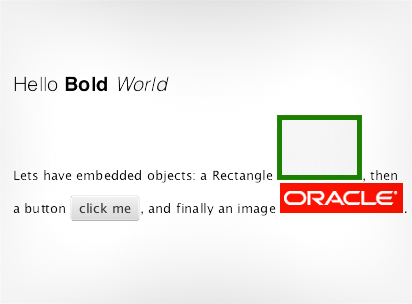 Hello Bold World
Lets have embedded objects: a Rectangle , then
a button click me , and finally an image ORACLE® .